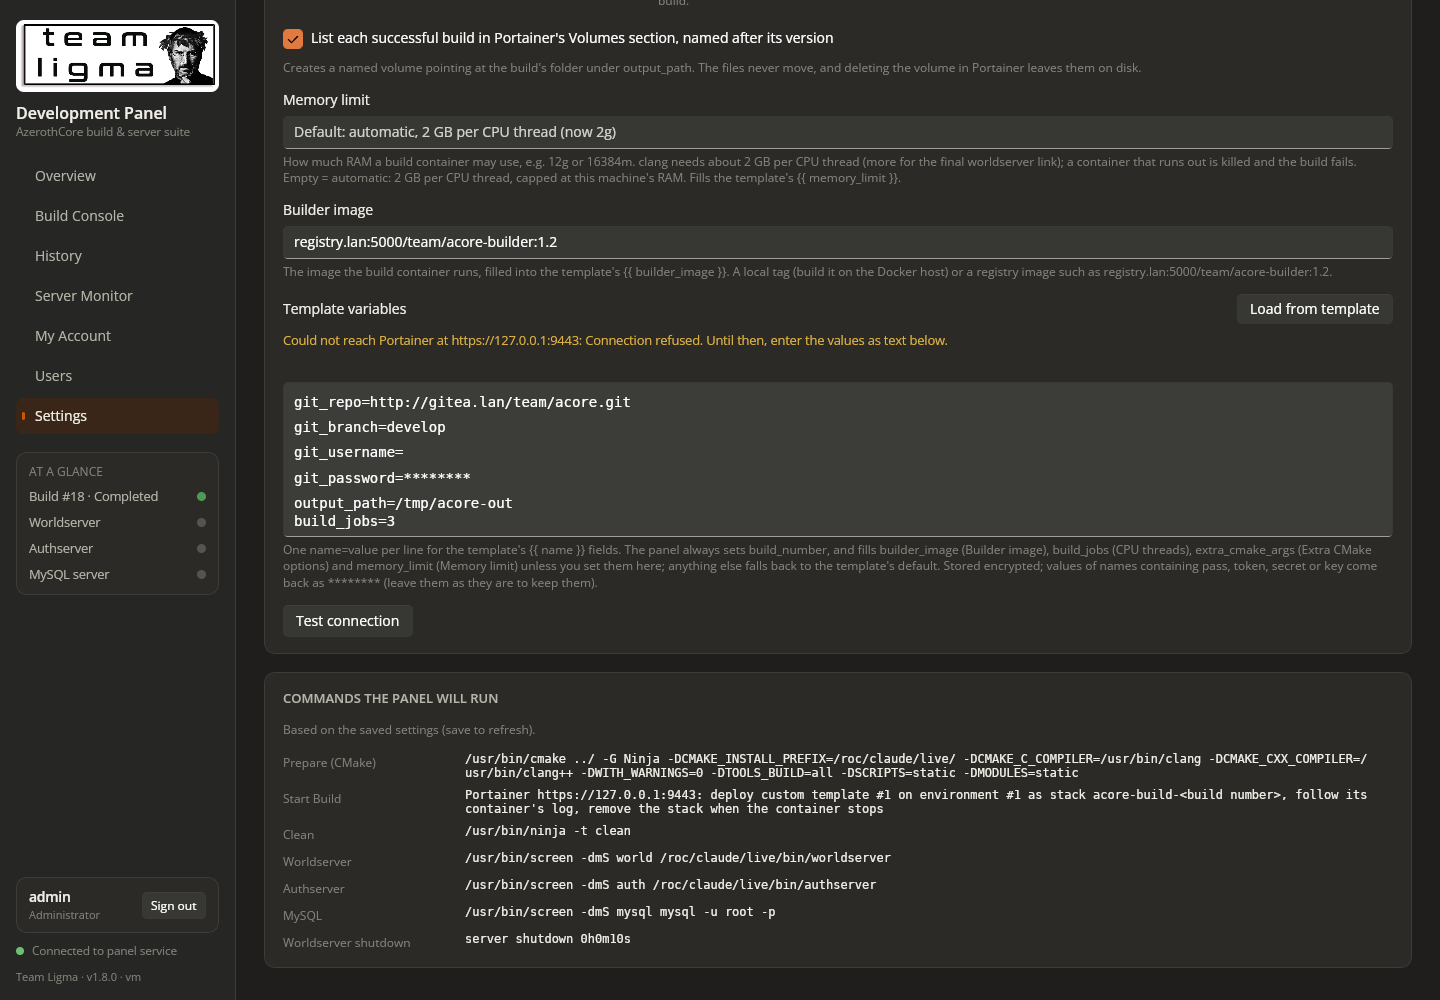 team
ligma
Development Panel
AzerothCore build & server suite
Overview
Build Console
History
Server Monitor
My Account
Users
Settings
AT A GLANCE
Build #18 · Completed
Worldserver
Authserver
MySQL server
admin
Administrator
Sign out
Connected to panel service
Team Ligma · v1.8.0 · vm
build.
List each successful build in Portainer's Volumes section, named after its version
Creates a named volume pointing at the build's folder under output_path. The files never move, and deleting the volume in Portainer leaves them on disk.
Memory limit
Default: automatic, 2 GB per CPU thread (now 2g)
How much RAM a build container may use, e.g. 12g or 16384m. clang needs about 2 GB per CPU thread (more for the final worldserver link); a container that runs out is killed and the build fails.
Empty = automatic: 2 GB per CPU thread, capped at this machine's RAM. Fills the template's {{ memory_limit }}.
Builder image
registry.lan:5000/team/acore-builder:1.2
The image the build container runs, filled into the template's {{ builder_image }}. A local tag (build it on the Docker host) or a registry image such as registry.lan:5000/team/acore-builder:1.2.
Template variables
Load from template
Could not reach Portainer at https://127.0.0.1:9443: Connection refused. Until then, enter the values as text below.
git_repo=http://gitea.lan/team/acore.git
git_branch=develop
git_username=
git_password=********
output_path=/tmp/acore-out
build_jobs=3
One name=value per line for the template's {{ name }} fields. The panel always sets build_number, and fills builder_image (Builder image), build_jobs (CPU threads), extra_cmake_args (Extra CMake
options) and memory_limit (Memory limit) unless you set them here; anything else falls back to the template's default. Stored encrypted; values of names containing pass, token, secret or key come
back as ******** (leave them as they are to keep them).
Test connection
COMMANDS THE PANEL WILL RUN
Based on the saved settings (save to refresh).
Prepare (CMake)
/usr/bin/cmake ../ -G Ninja -DCMAKE_INSTALL_PREFIX=/roc/claude/live/ -DCMAKE_C_COMPILER=/usr/bin/clang -DCMAKE_CXX_COMPILER=/
usr/bin/clang++ -DWITH_WARNINGS=0 -DTOOLS_BUILD=all -DSCRIPTS=static -DMODULES=static
Start Build
Portainer https://127.0.0.1:9443: deploy custom template #1 on environment #1 as stack acore-build-<build number>, follow its
container's log, remove the stack when the container stops
Clean
/usr/bin/ninja -t clean
Worldserver
/usr/bin/screen -dmS world /roc/claude/live/bin/worldserver
Authserver
/usr/bin/screen -dmS auth /roc/claude/live/bin/authserver
MySQL
/usr/bin/screen -dmS mysql mysql -u root -p
Worldserver shutdown
server shutdown 0h0m10s